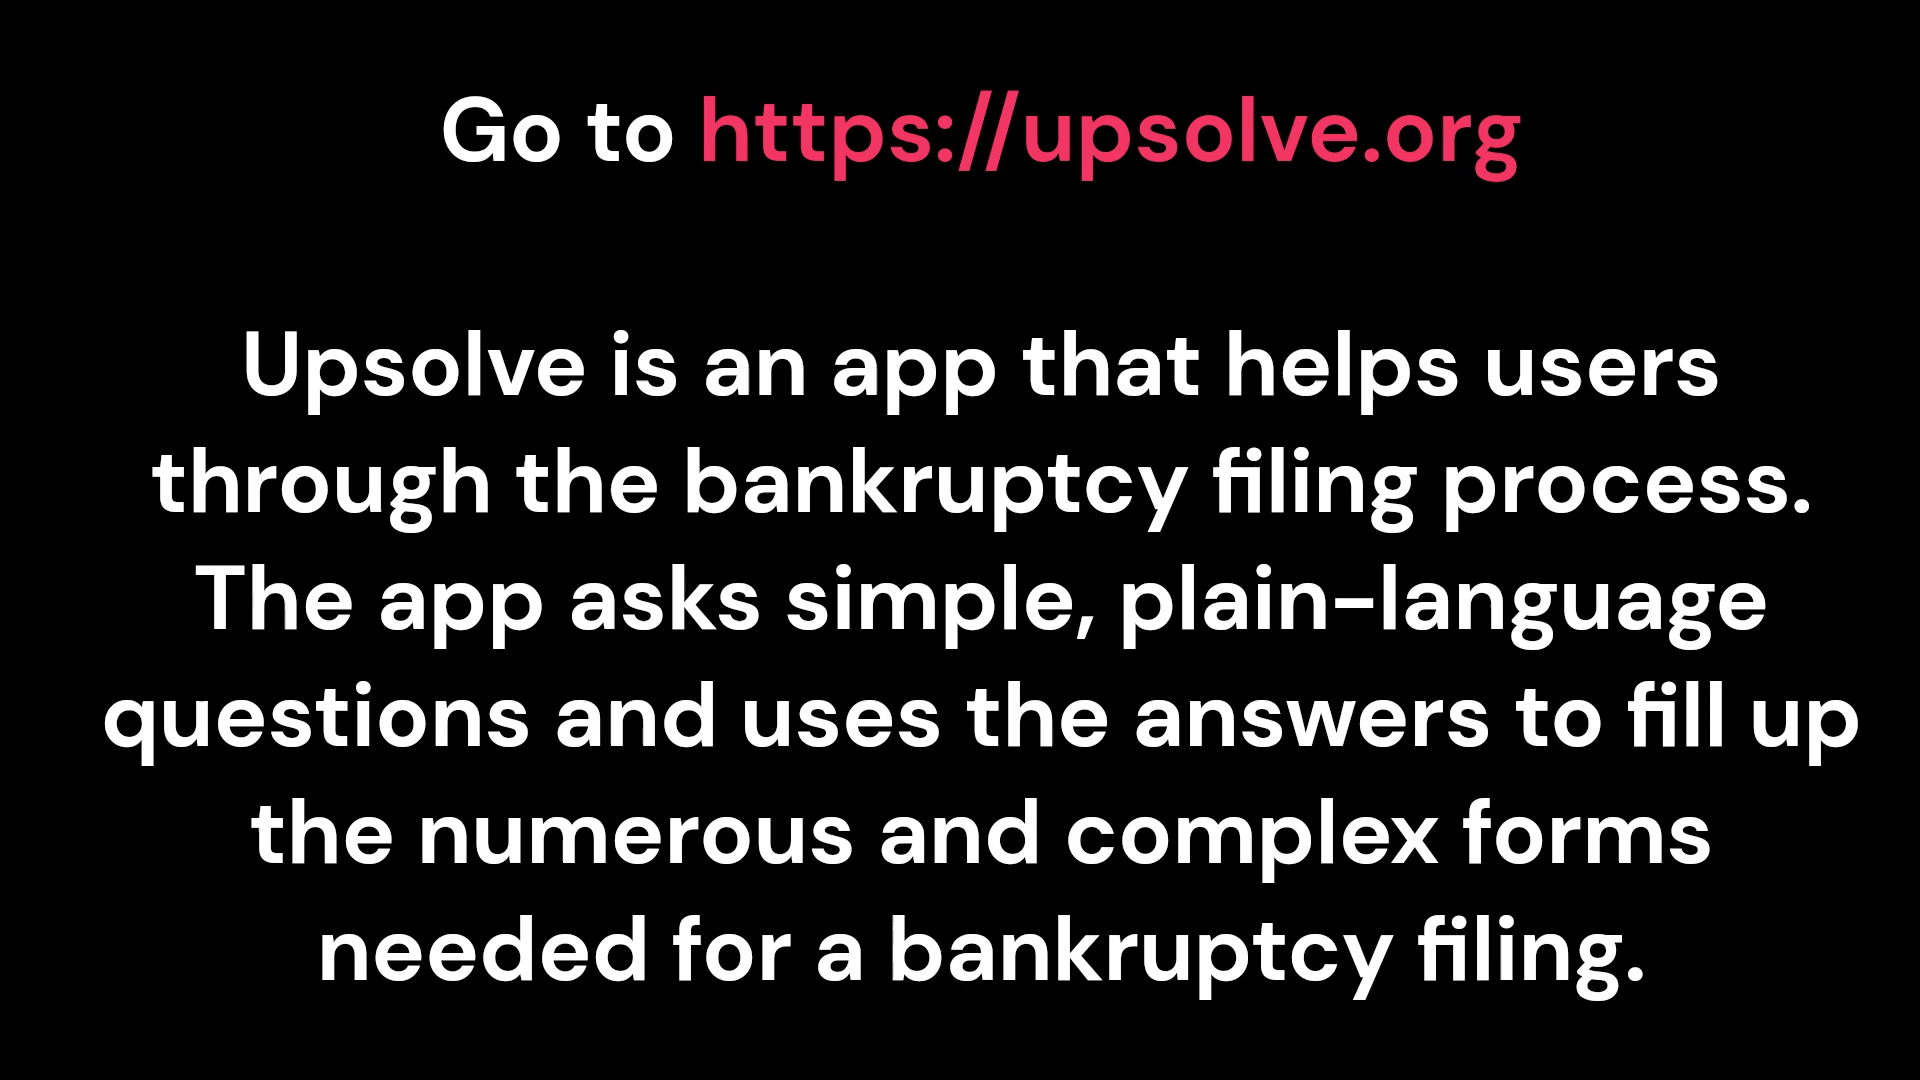 Go to https://upsolve.org
Upsolve is an app that helps users
through the bankruptcy filing process.
The app asks simple, plain-language
questions and uses the answers to fill up
the numerous and complex forms
needed for a bankruptcy filing.